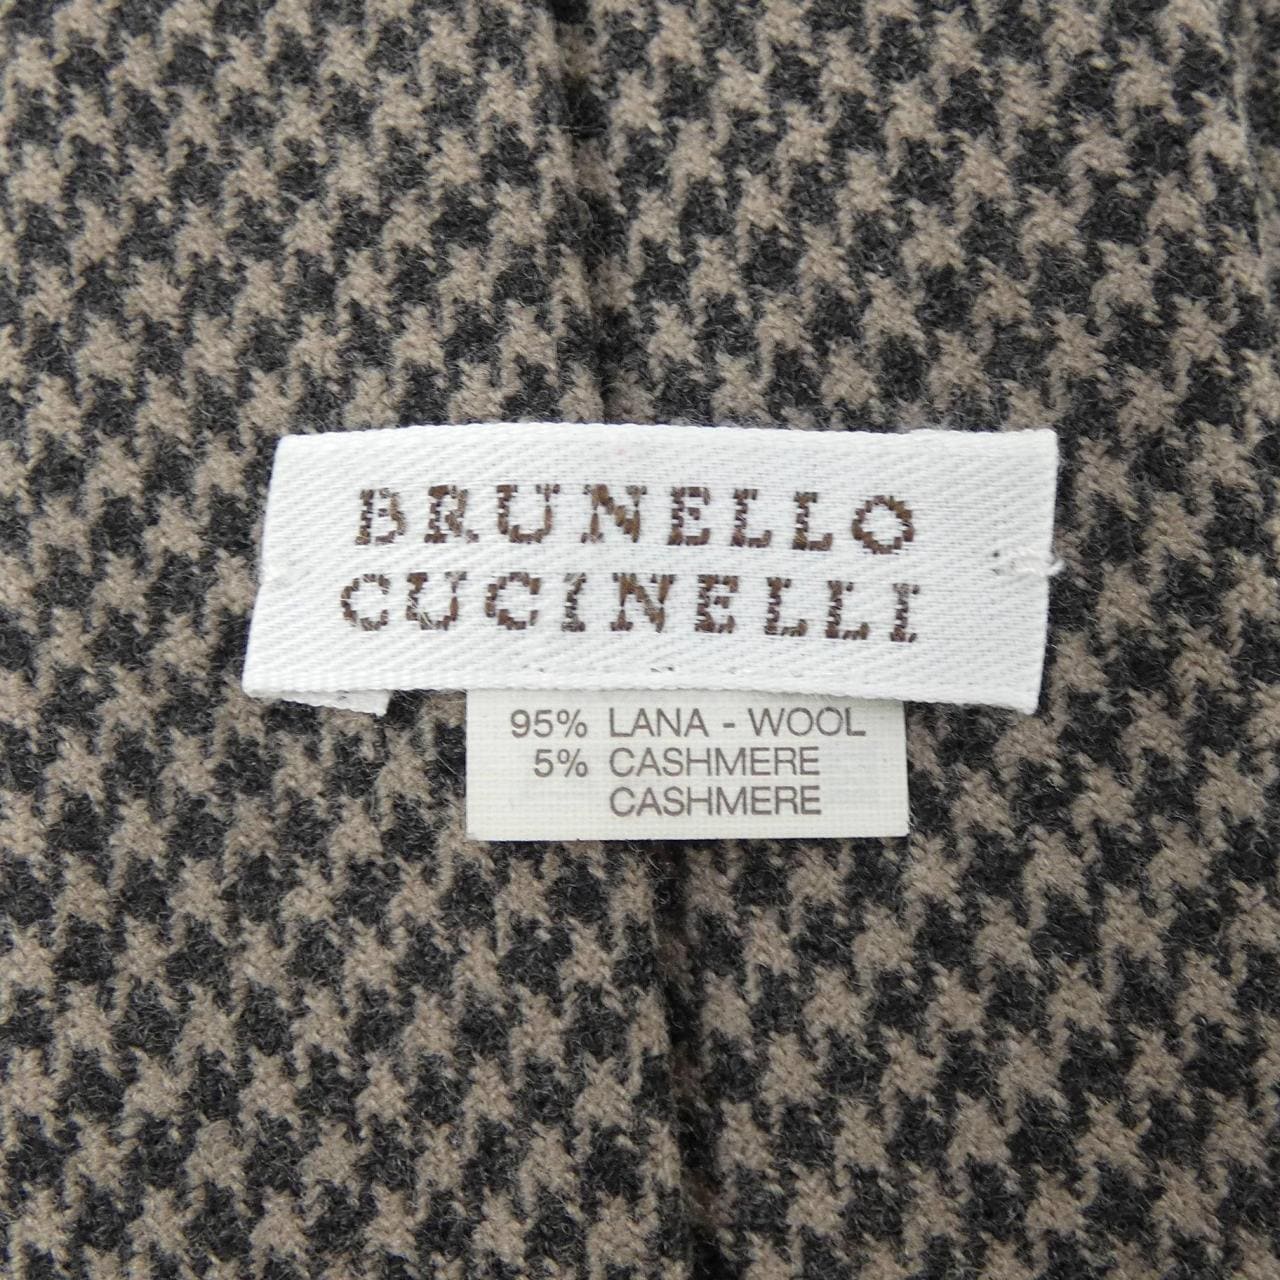 BRUNELLO
CUCINELLI
95% LANA - WOOL
5% CASHMERE
CASHMERE